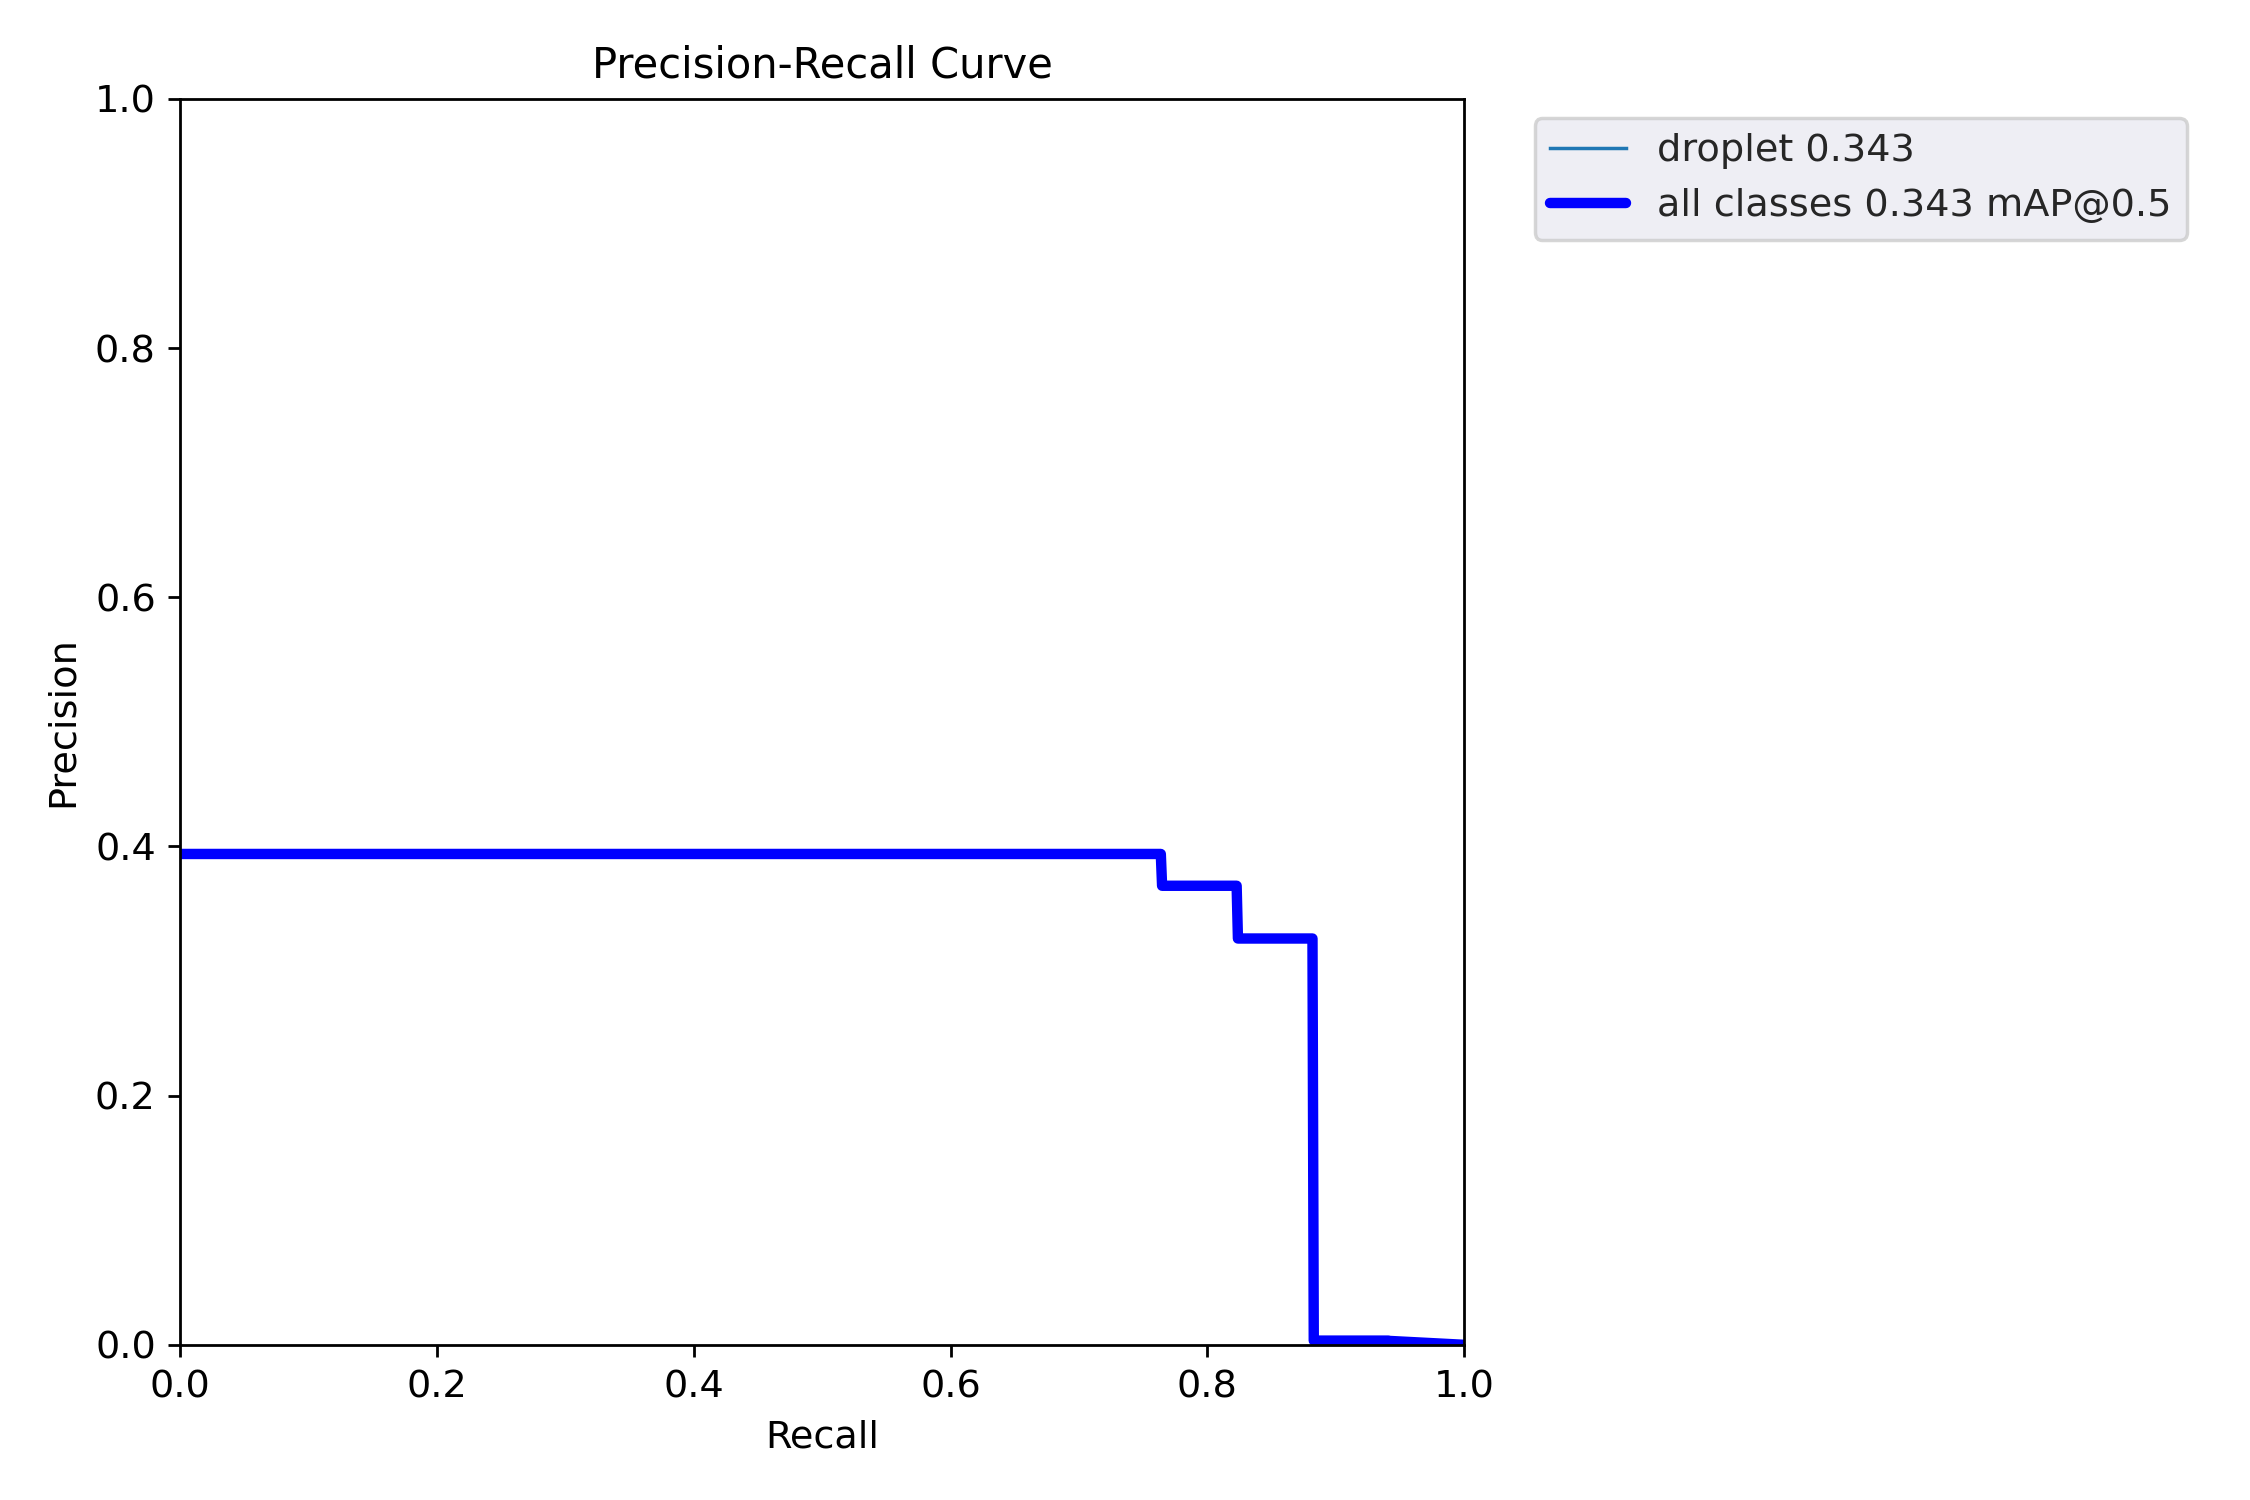 Precision-Recall Curve
droplet 0.343
all classes 0.343 mAP@0.5
Precision
1.0
0.8
0.6
0.4
0.2
0.0
0.0 0.2 0.4 0.6 0.8 1.0
Recall